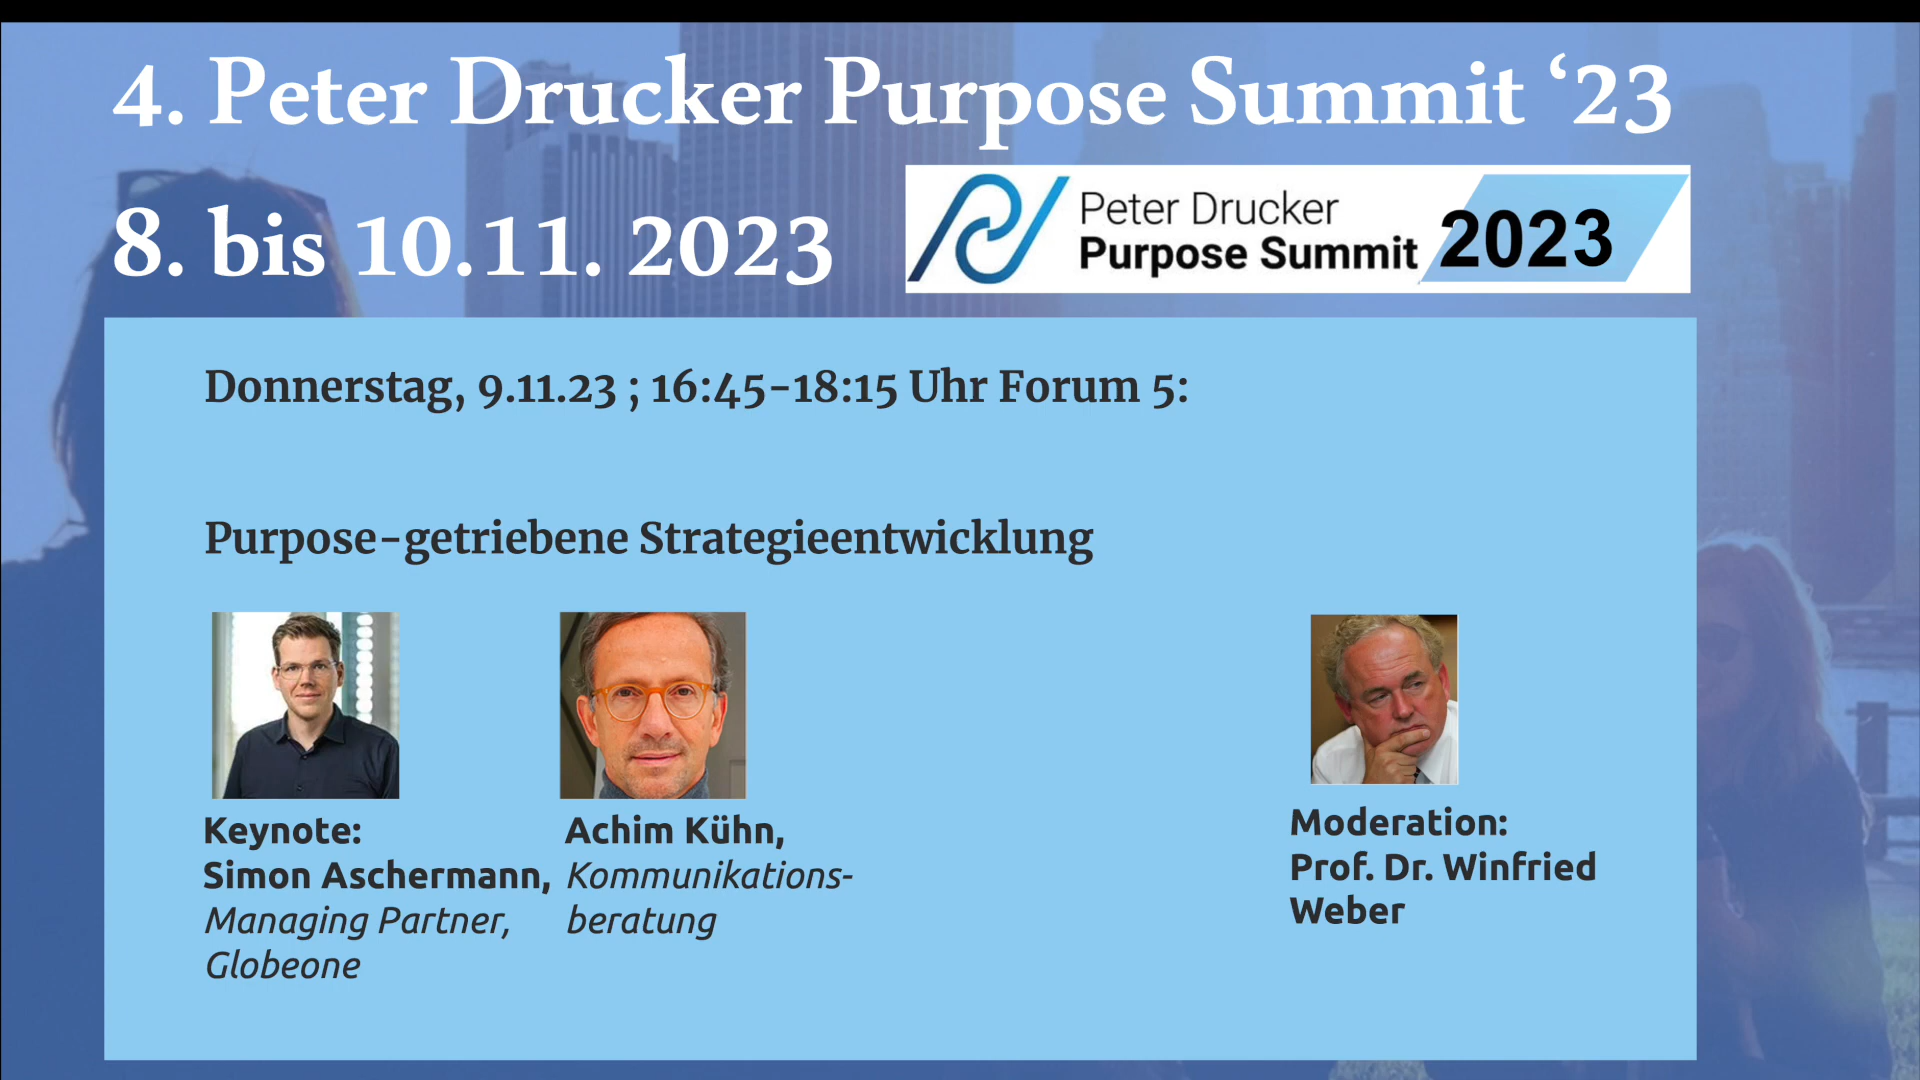 4. Peter Drucker Purpose Summit ‘23
8. bis 10.11. 2023
Peter Drucker
Purpose Summit 2023
Donnerstag, 9.11.23 ; 16:45-18:15 Uhr Forum 5:
Purpose-getriebene Strategieentwicklung
Keynote:
Simon Aschermann,
Managing Partner,
Globeone
Achim Kühn,
Kommunikations-
beratung
Moderation:
Prof. Dr. Winfried
Weber